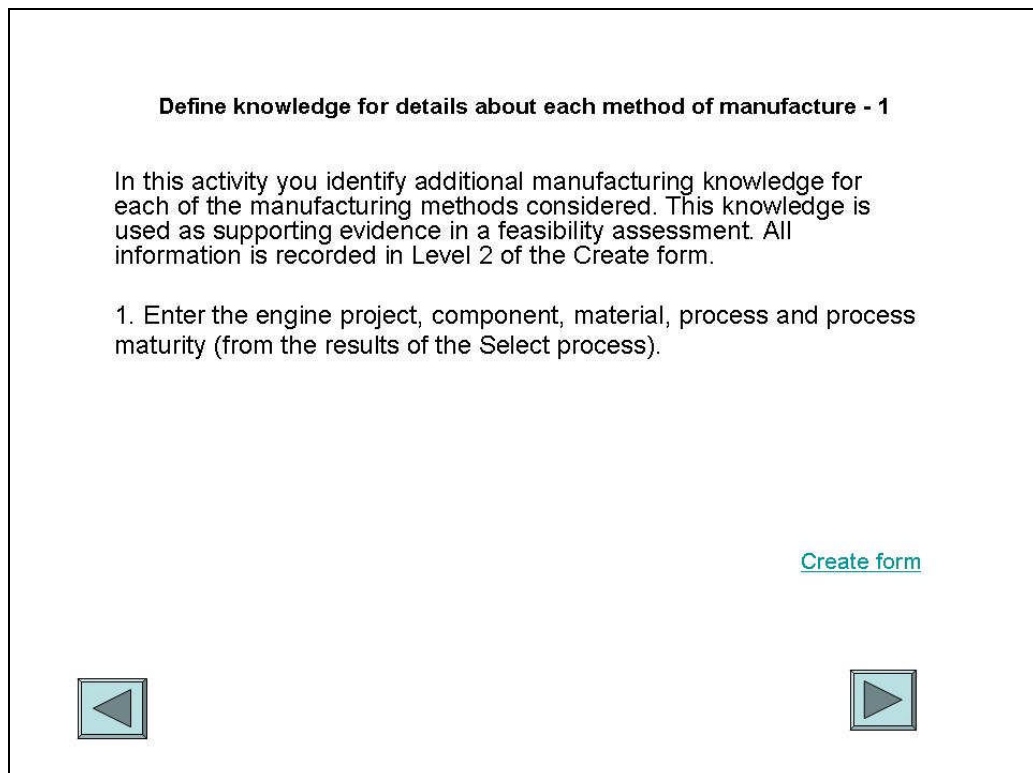 Define knowledge for details about each method of manufacture - 1
In this activity you identify additional manufacturing knowledge for
each of the manufacturing methods considered. This knowledge is
used as supporting evidence in a feasibility assessment. All
information is recorded in Level 2 of the Create form.
1. Enter the engine project, component, material, process and process
maturity (from the results of the Select process).
Create form